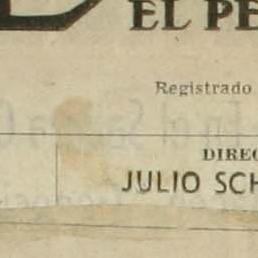 EL PE
Registrado
DIREC
JULIO SCH